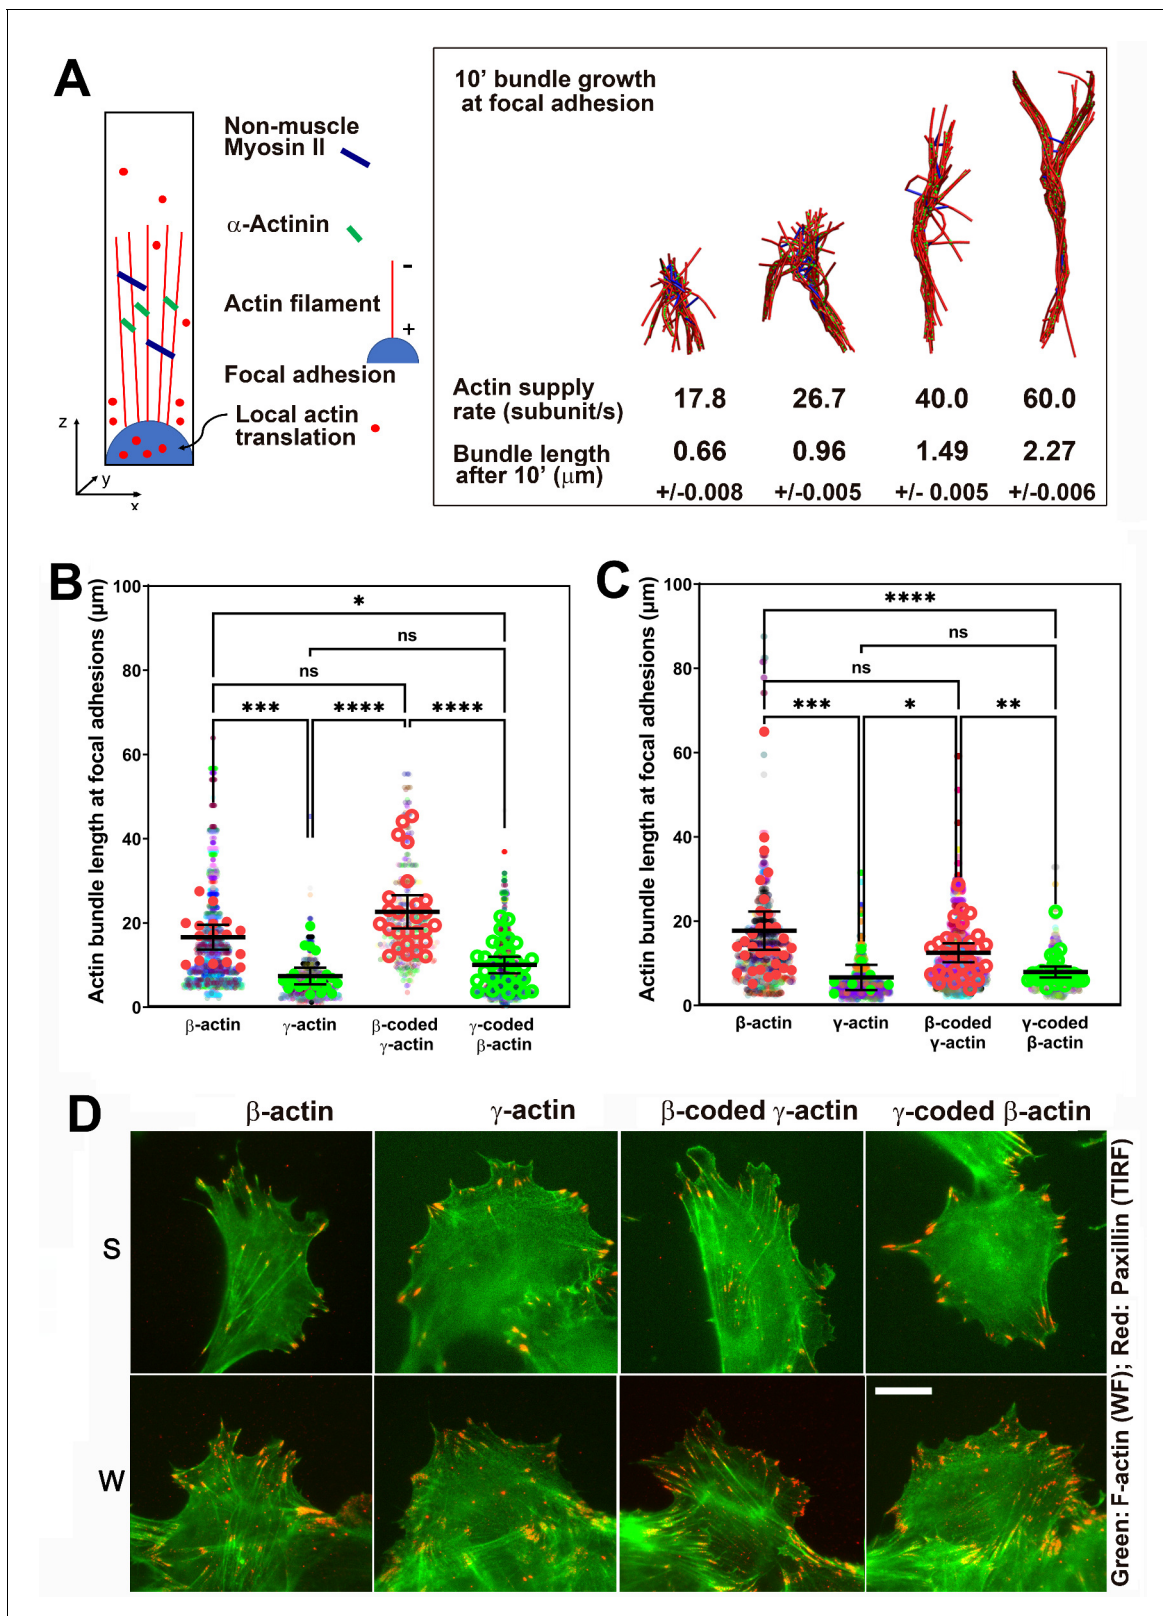 A
Non-muscle
Myosin II
α-Actinin
Actin filament
-
+
Focal adhesion
Local actin
translation
z
y
x
10’ bundle growth
at focal adhesion
Actin supply
rate (subunit/s)
17.8 26.7 40.0 60.0
Bundle length
after 10’ (μm)
0.66 0.96 1.49 2.27
+/-0.008 +/-0.005 +/- 0.005 +/-0.006
B
Actin bundle length at focal adhesions (μm)
100
80
60
40
20
0
*
ns
ns
*** **** ****
β-actin
γ-actin
β-coded
γ-actin
γ-coded
β-actin
C
Actin bundle length at focal adhesions (μm)
100
80
60
40
20
0
****
ns
ns
*** * **
β-actin
γ-actin
β-coded
γ-actin
γ-coded
β-actin
D
β-actin γ-actin β-coded γ-actin γ-coded β-actin
S
W
Green: F-actin (WF); Red: Paxillin (TIRF)